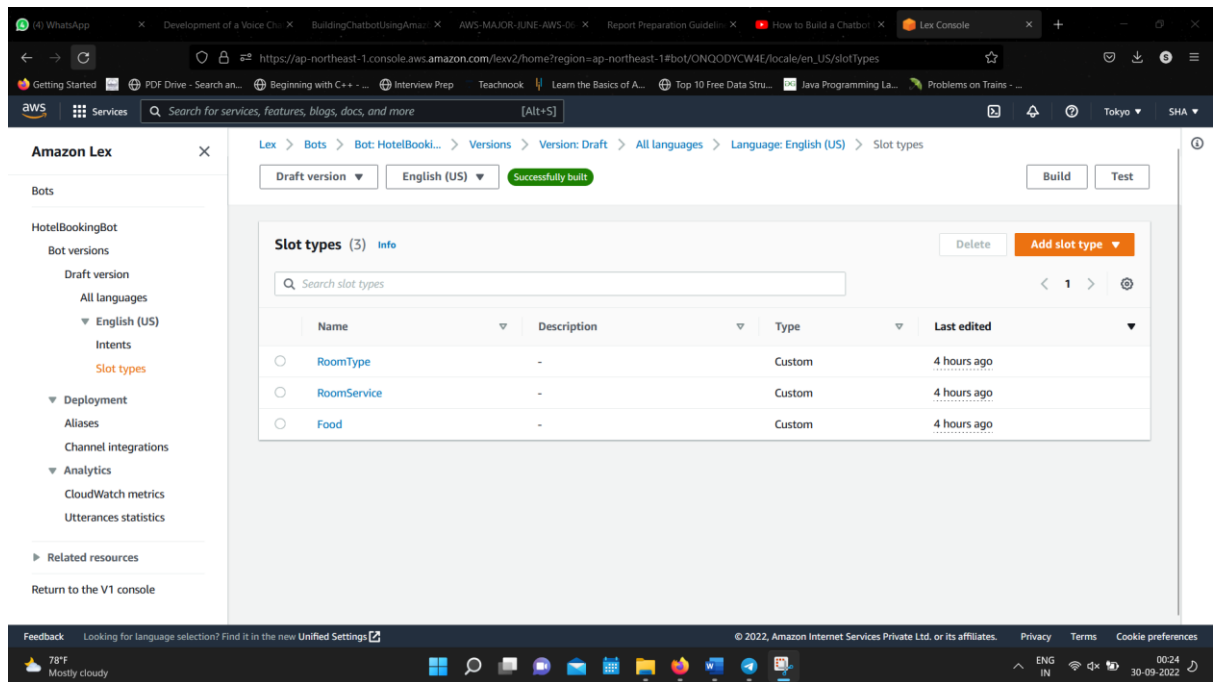 (4) WhatsApp
Development of a Voice Cha
BuildingChatbotUsingAmaz
AWS-MAJOR-JUNE-AWS-06
Report Preparation Guideline
How to Build a Chatbot
Lex Console
https://ap-northeast-1.console.aws.amazon.com/lexv2/home?region=ap-northeast-1#bot/ONQODYCW4E/locale/en_US/slotTypes
S
Getting Started
PDF Drive - Search an...
Beginning with C++ - ...
Interview Prep
Teachnook
Learn the Basics of A...
Top 10 Free Data Stru...
Java Programming La...
Problems on Trains - ...
aws
Services
Search for services, features, blogs, docs, and more
[Alt+S]
Tokyo
SHA
Amazon Lex
Lex > Bots > Bot: HotelBooki... > Versions > Version: Draft > All languages > Language: English (US) > Slot types
Draft version
English (US)
Successfully built
Build
Test
Bots
HotelBookingBot
Bot versions
Draft version
All languages
English (US)
Intents
Slot types
Deployment
Aliases
Channel integrations
Analytics
CloudWatch metrics
Utterances statistics
Related resources
Return to the V1 console
Slot types (3) Info
Delete
Add slot type
Search slot types
< 1 >
Name Description Type Last edited
RoomType - Custom 4 hours ago
RoomService - Custom 4 hours ago
Food - Custom 4 hours ago
Feedback
Looking for language selection? Find it in the new Unified Settings
© 2022, Amazon Internet Services Private Ltd. or its affiliates.
Privacy
Terms
Cookie preferences
78°F
Mostly cloudy
ENG
IN
00:24
30-09-2022